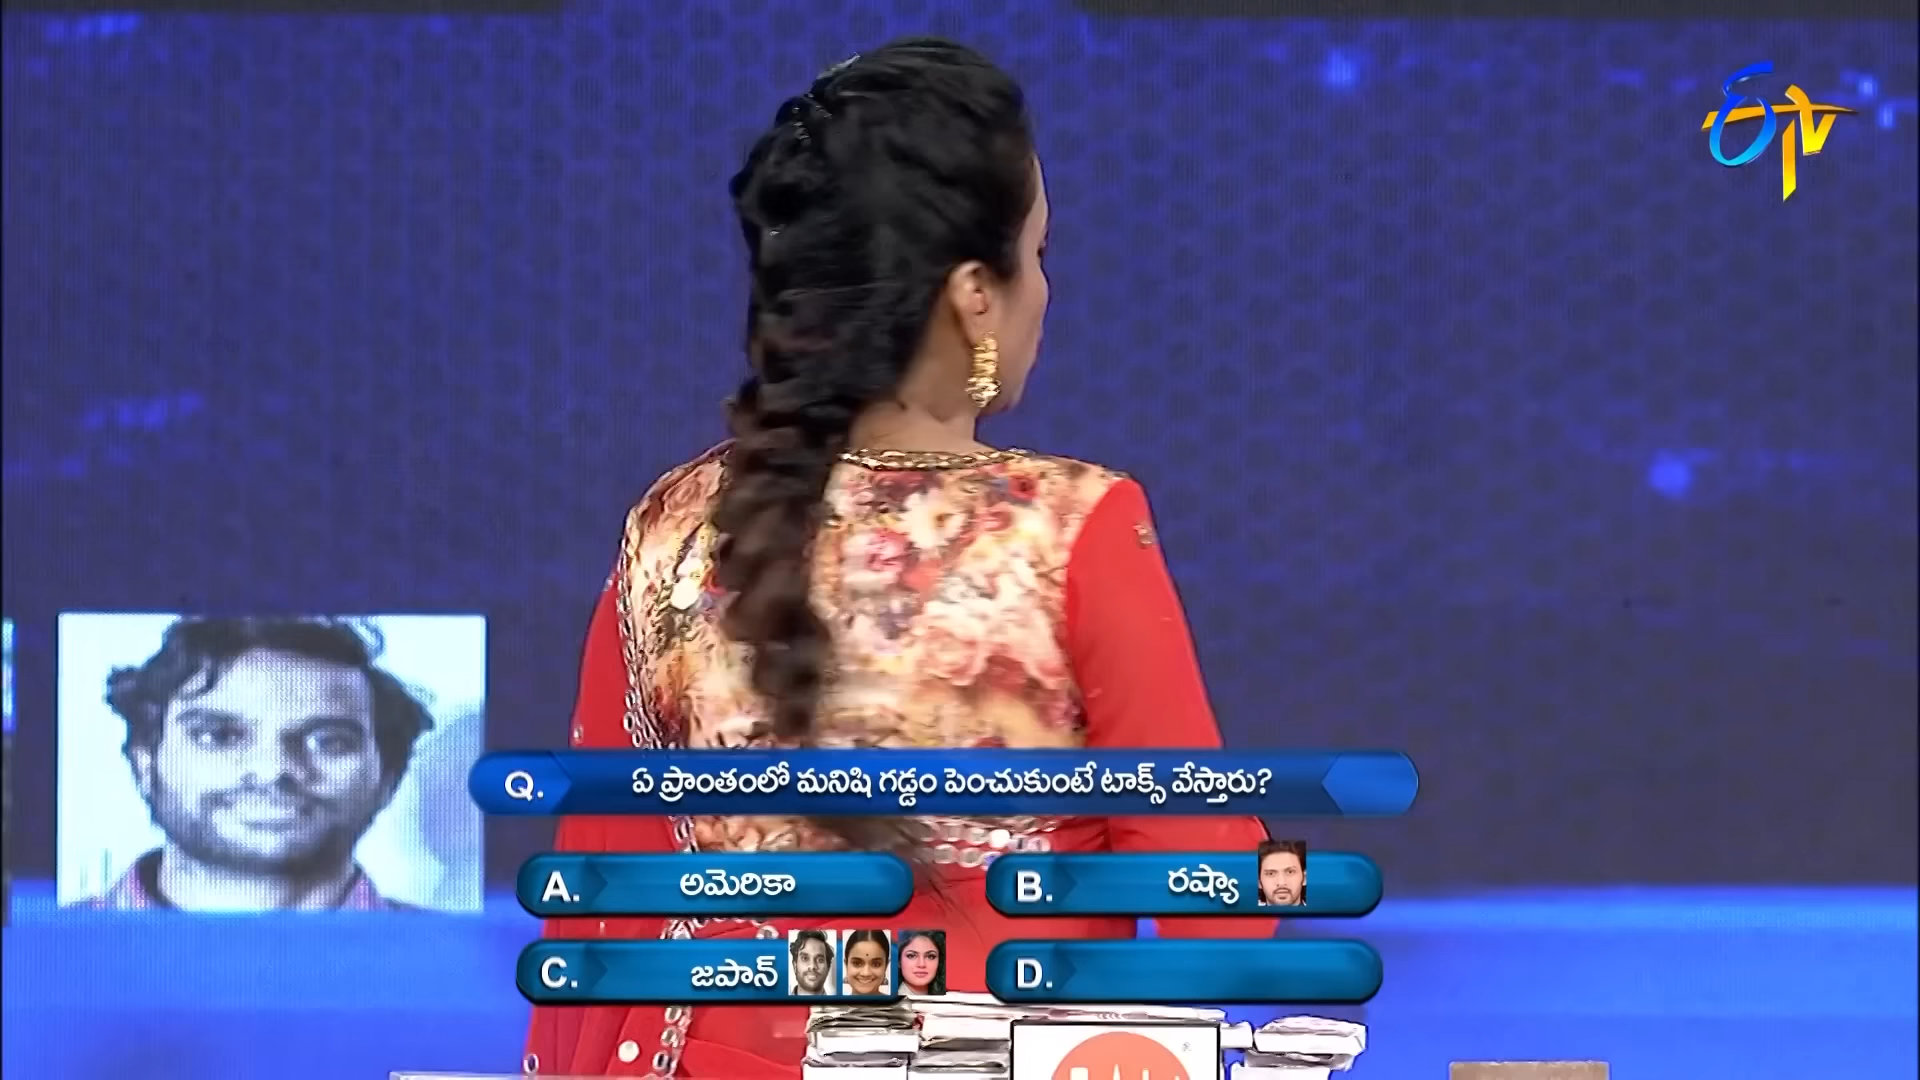 ETV
Q. ఏ ప్రాంతంలో మనిషి గడ్డం పెంచుకుంటే టాక్స్ వేస్తారు?
A. అమెరికా
B. రష్యా
C. జపాన్
D.